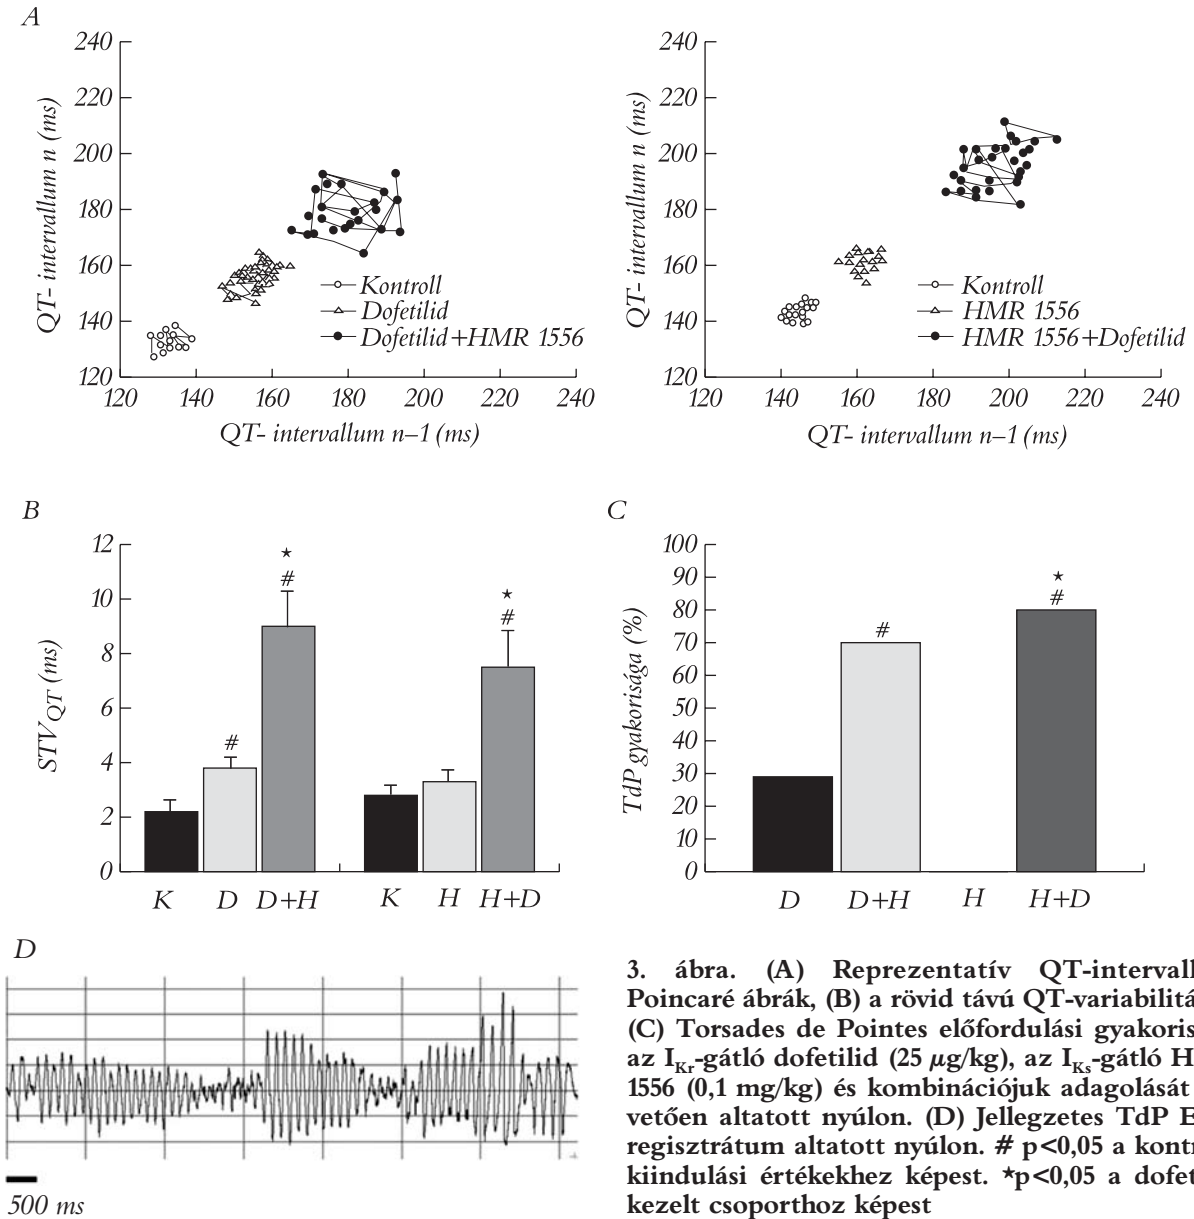 A
240
220
200
180
160
140
120
QT- intervallum n (ms)
Kontroll
Dofetilid
Dofetilid+HMR 1556
120 140 160 180 200 220 240
QT- intervallum n–1 (ms)
240
220
200
180
160
140
120
QT- intervallum n (ms)
Kontroll
HMR 1556
HMR 1556+Dofetilid
120 140 160 180 200 220 240
QT- intervallum n–1 (ms)
B
12
10
8
6
4
2
0
STV_QT (ms)
#
* #
* #
K D D+H K H H+D
C
100
90
80
70
60
50
40
30
20
10
0
TdP gyakorisága (%)
#
* #
D D+H H H+D
D
500 ms
3. ábra. (A) Reprezentatív QT-intervall
Poincaré ábrák, (B) a rövid távú QT-variabilitá
(C) Torsades de Pointes előfordulási gyakoris
az I_Kr-gátló dofetilid (25 µg/kg), az I_Ks-gátló H
1556 (0,1 mg/kg) és kombinációjuk adagolását
vetően altatott nyúlon. (D) Jellegzetes TdP E
regisztrátum altatott nyúlon. # p<0,05 a kontr
kiindulási értékekhez képest. *p<0,05 a dofet
kezelt csoporthoz képest